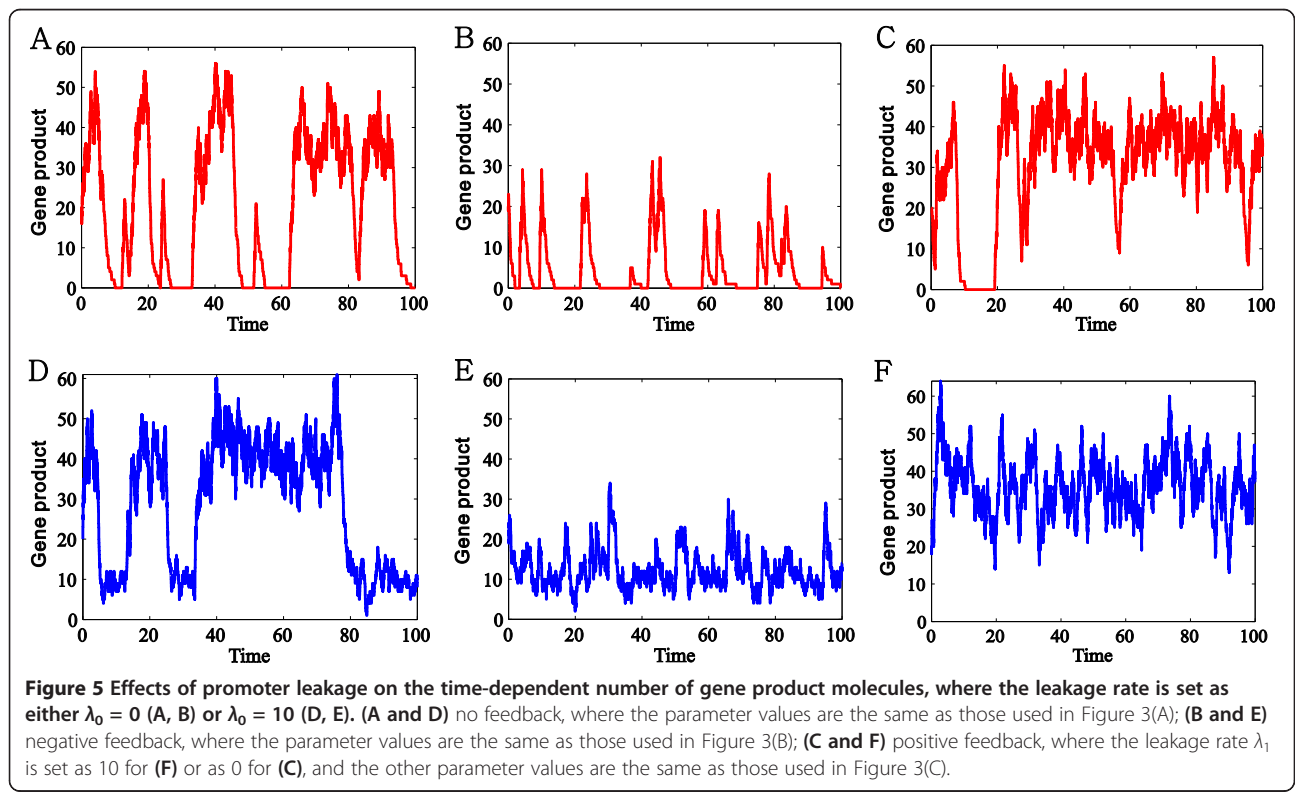 A
60
50
40
30
20
10
0
Gene product
0 20 40 60 80 100
Time
B
60
50
40
30
20
10
0
Gene product
0 20 40 60 80 100
Time
C
60
50
40
30
20
10
0
Gene product
0 20 40 60 80 100
Time
D
60
50
40
30
20
10
0
Gene product
0 20 40 60 80 100
Time
E
60
50
40
30
20
10
0
Gene product
0 20 40 60 80 100
Time
F
60
50
40
30
20
10
0
Gene product
0 20 40 60 80 100
Time
Figure 5 Effects of promoter leakage on the time-dependent number of gene product molecules, where the leakage rate is set as
either λ₀ = 0 (A, B) or λ₀ = 10 (D, E). (A and D) no feedback, where the parameter values are the same as those used in Figure 3(A); (B and E)
negative feedback, where the parameter values are the same as those used in Figure 3(B); (C and F) positive feedback, where the leakage rate λ₁
is set as 10 for (F) or as 0 for (C), and the other parameter values are the same as those used in Figure 3(C).